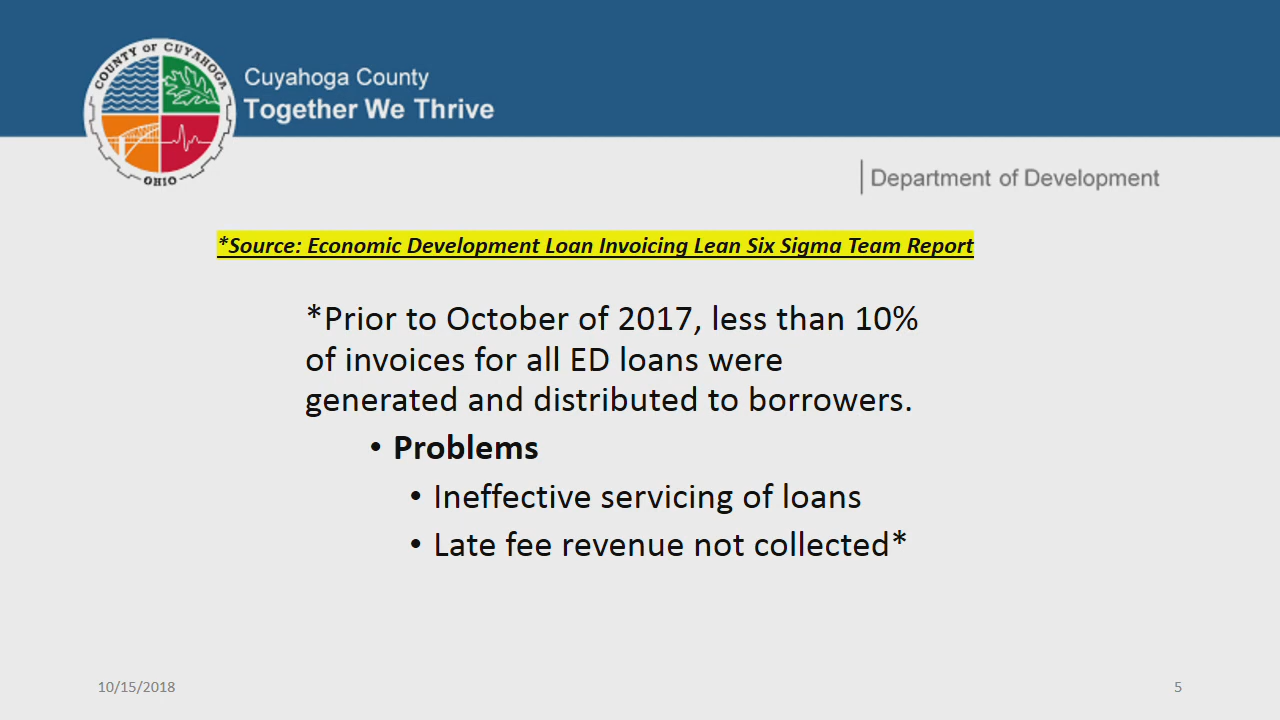 COUNTY OF CUYAHOGA
OHIO
Cuyahoga County
Together We Thrive
Department of Development
*Source: Economic Development Loan Invoicing Lean Six Sigma Team Report
*Prior to October of 2017, less than 10%
of invoices for all ED loans were
generated and distributed to borrowers.
• Problems
• Ineffective servicing of loans
• Late fee revenue not collected*
10/15/2018
5